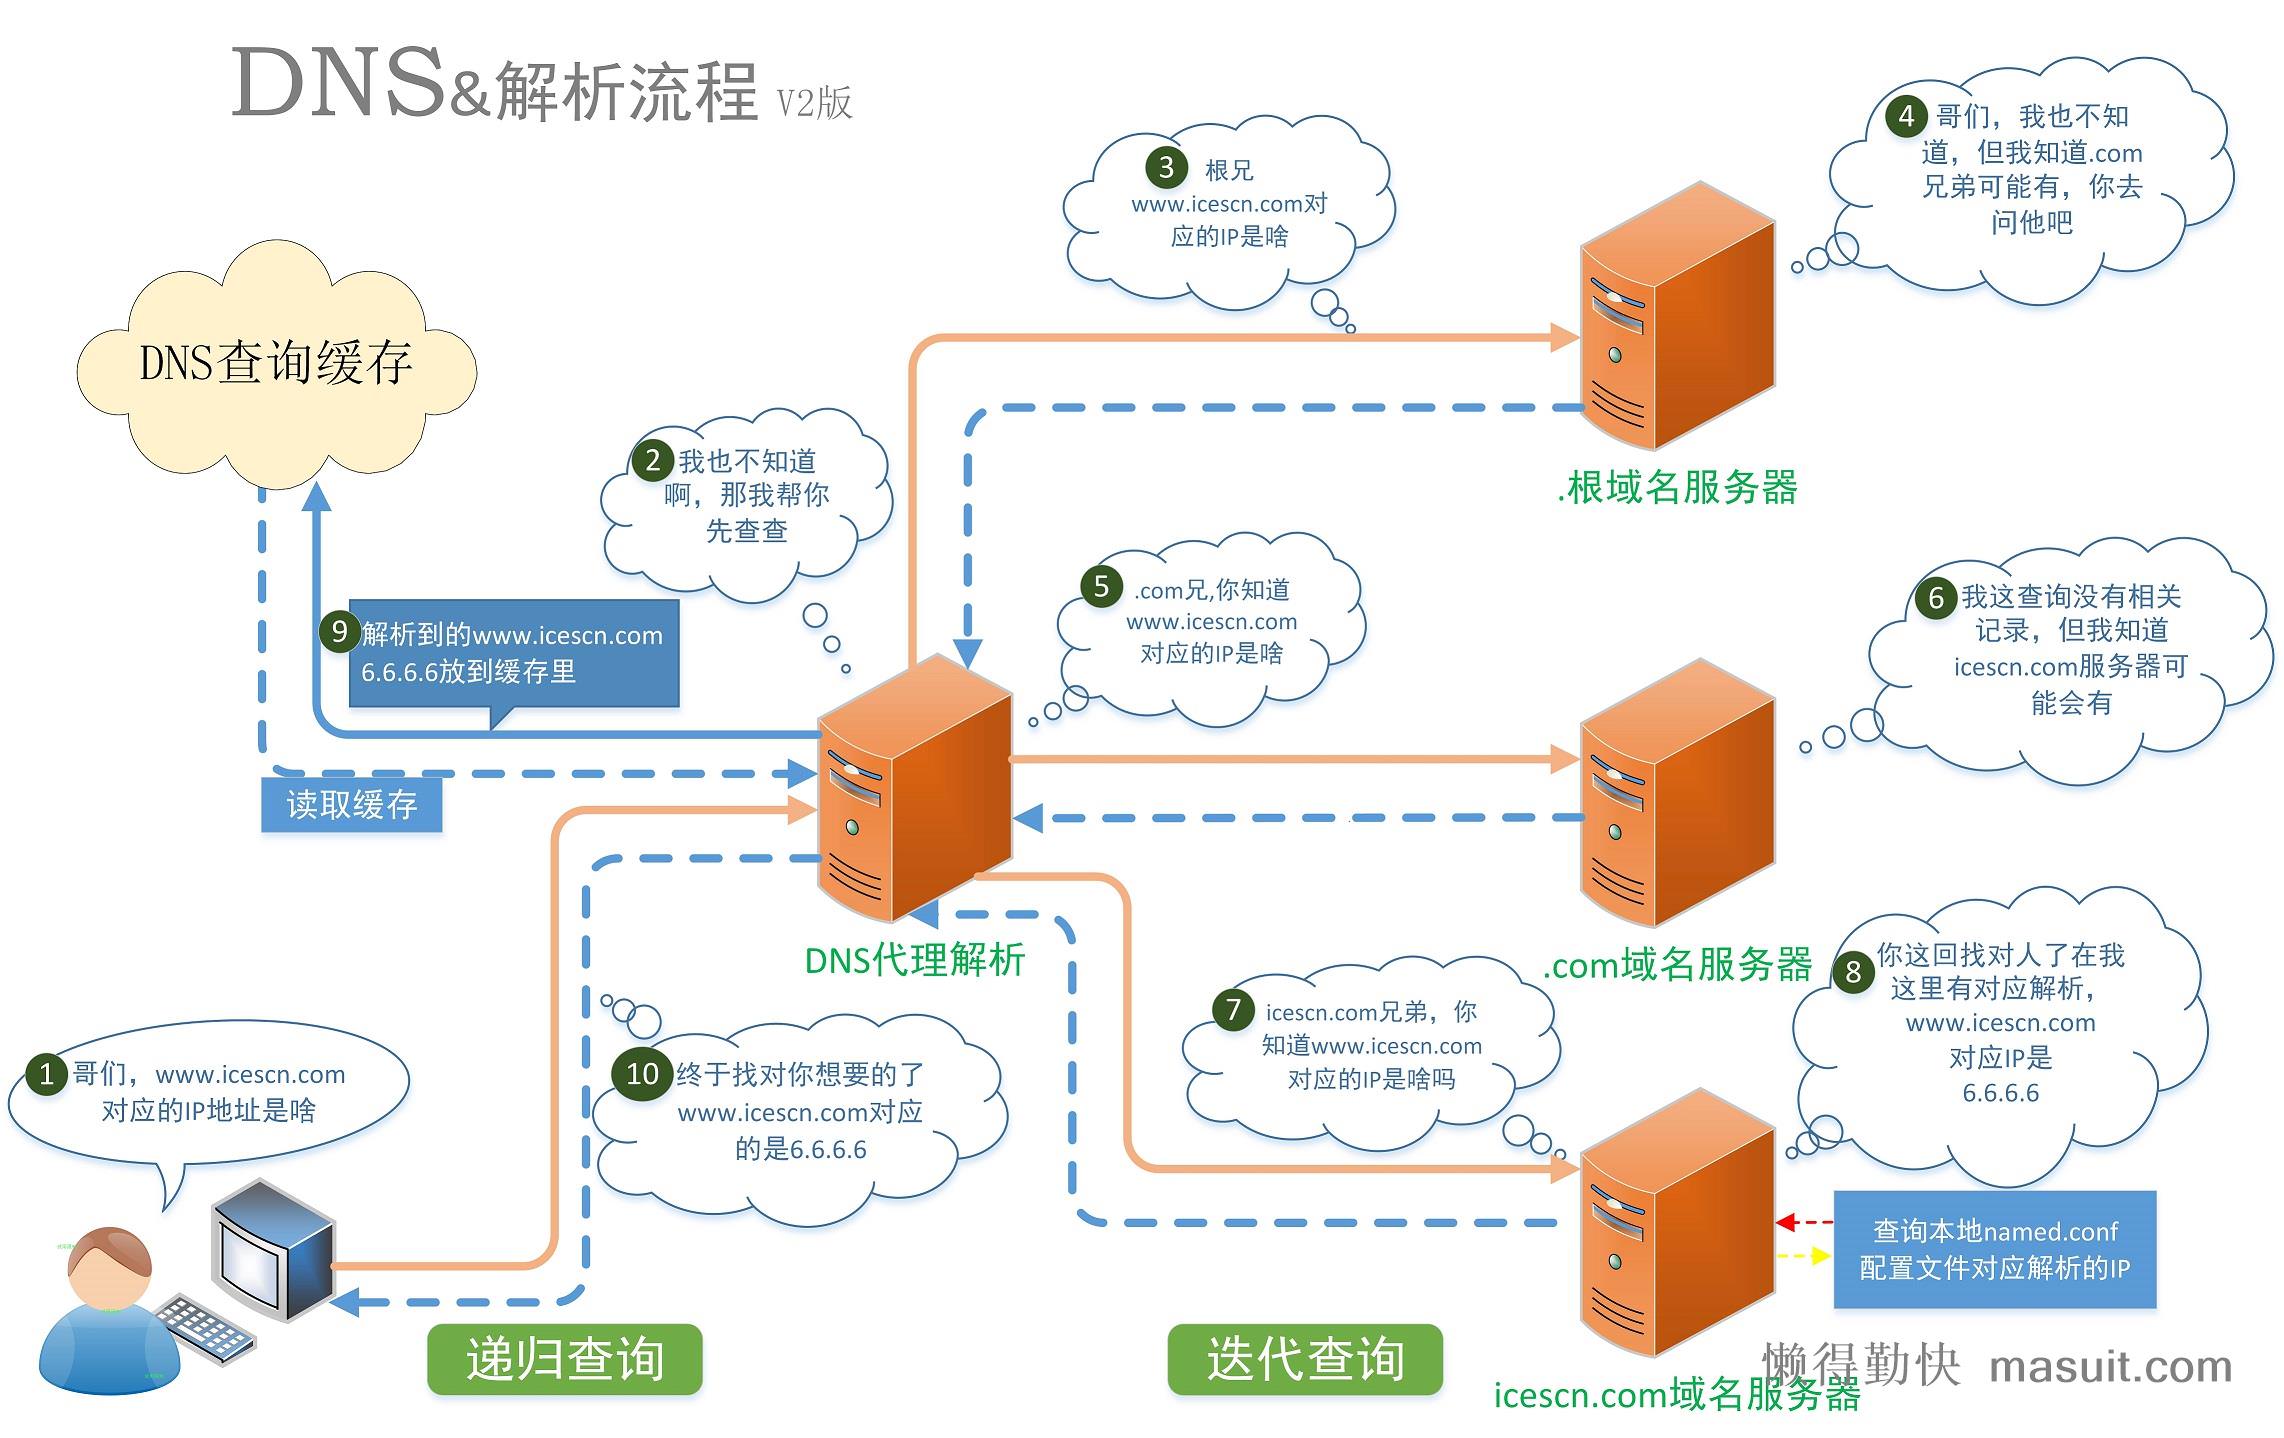 DNS&解析流程 V2版
4 哥们，我也不知
道，但我知道.com
兄弟可能有，你去
问他吧
3 根兄
www.icescn.com对
应的IP是啥
DNS查询缓存
2 我也不知道
啊，那我帮你
先查查
.根域名服务器
5 .com兄,你知道
www.icescn.com
对应的IP是啥
6 我这查询没有相关
记录，但我知道
icescn.com服务器可
能会有
9 解析到的www.icescn.com
6.6.6.6放到缓存里
读取缓存
DNS代理解析
.com域名服务器
8 你这回找对人了在我
这里有对应解析，
www.icescn.com
对应IP是
6.6.6.6
7 icescn.com兄弟，你
知道www.icescn.com
对应的IP是啥吗
1 哥们，www.icescn.com
对应的IP地址是啥
10 终于找对你想要的了
www.icescn.com对应
的是6.6.6.6
查询本地named.conf
配置文件对应解析的IP
递归查询
迭代查询
懒得勤快 masuit.com
icescn.com域名服务器